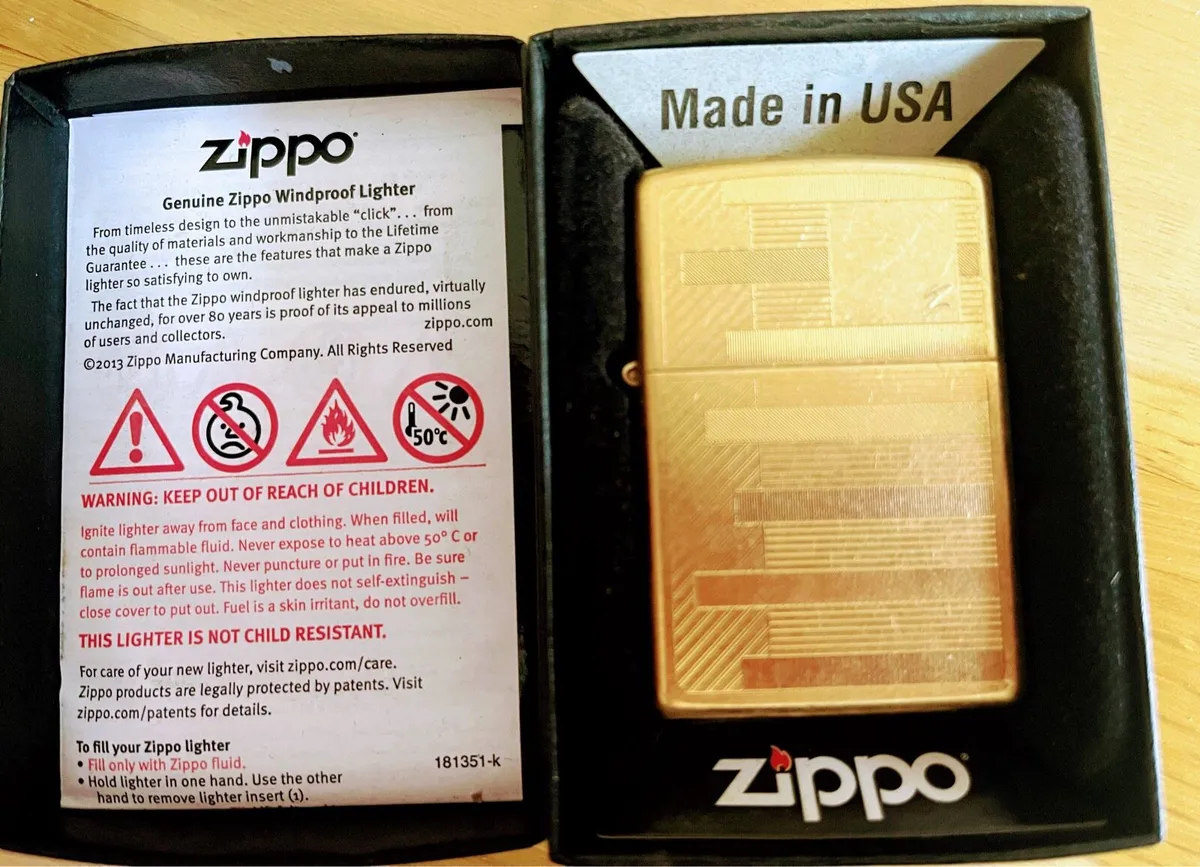 zippo
Genuine Zippo Windproof Lighter
From timeless design to the unmistakable “click”... from
the quality of materials and workmanship to the Lifetime
Guarantee ... these are the features that make a Zippo
lighter so satisfying to own.
The fact that the Zippo windproof lighter has endured, virtually
unchanged, for over 80 years is proof of its appeal to millions
of users and collectors.
zippo.com
©2013 Zippo Manufacturing Company. All Rights Reserved
50°C
WARNING: KEEP OUT OF REACH OF CHILDREN.
Ignite lighter away from face and clothing. When filled, will
contain flammable fluid. Never expose to heat above 50° C or
to prolonged sunlight. Never puncture or put in fire. Be sure
flame is out after use. This lighter does not self-extinguish –
close cover to put out. Fuel is a skin irritant, do not overfill.
THIS LIGHTER IS NOT CHILD RESISTANT.
For care of your new lighter, visit zippo.com/care.
Zippo products are legally protected by patents. Visit
zippo.com/patents for details.
To fill your Zippo lighter
• Fill only with Zippo fluid.
• Hold lighter in one hand. Use the other
hand to remove lighter insert (1).
181351-k
Made in USA
zippo